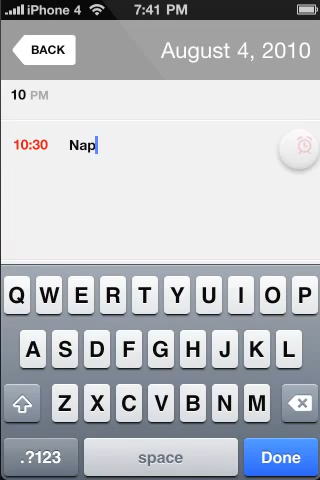 iPhone 4 7:41 PM
BACK August 4, 2010
10 PM
10:30 Nap
Q W E R T Y U I O P
A S D F G H J K L
Z X C V B N M
.?123 space Done